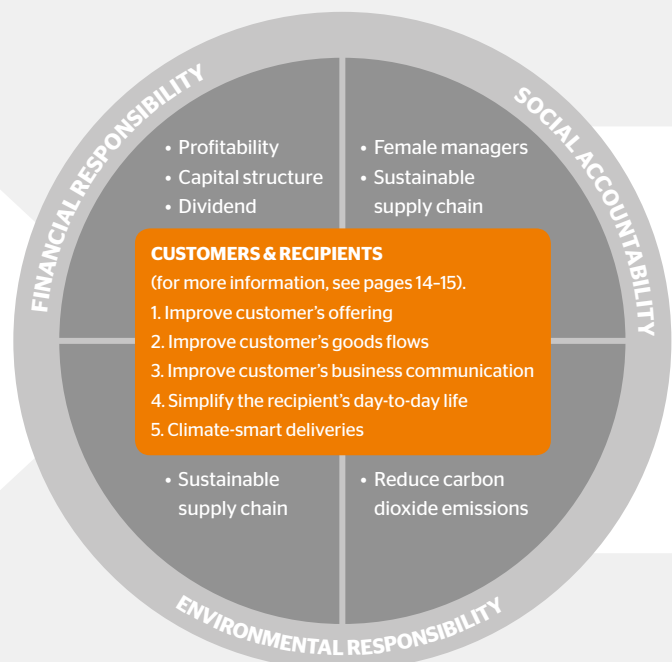 FINANCIAL RESPONSIBILITY
SOCIAL ACCOUNTABILITY
• Profitability
• Capital structure
• Dividend
• Female managers
• Sustainable
supply chain
CUSTOMERS & RECIPIENTS
(for more information, see pages 14–15).
1. Improve customer’s offering
2. Improve customer’s goods flows
3. Improve customer’s business communication
4. Simplify the recipient’s day-to-day life
5. Climate-smart deliveries
• Sustainable
supply chain
• Reduce carbon
dioxide emissions
ENVIRONMENTAL RESPONSIBILITY